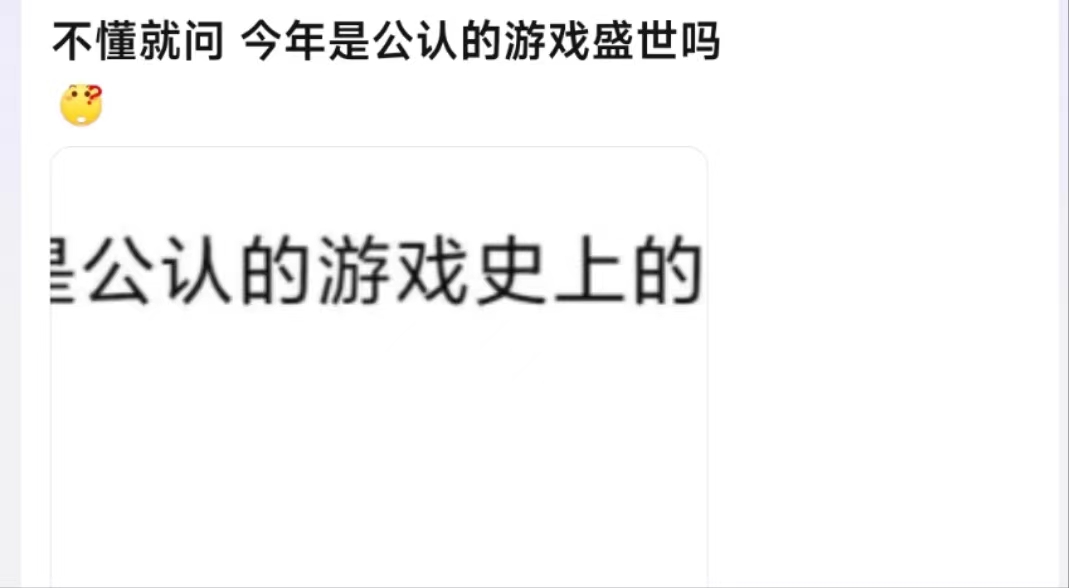 不懂就问 今年是公认的游戏盛世吗
是公认的游戏史上的